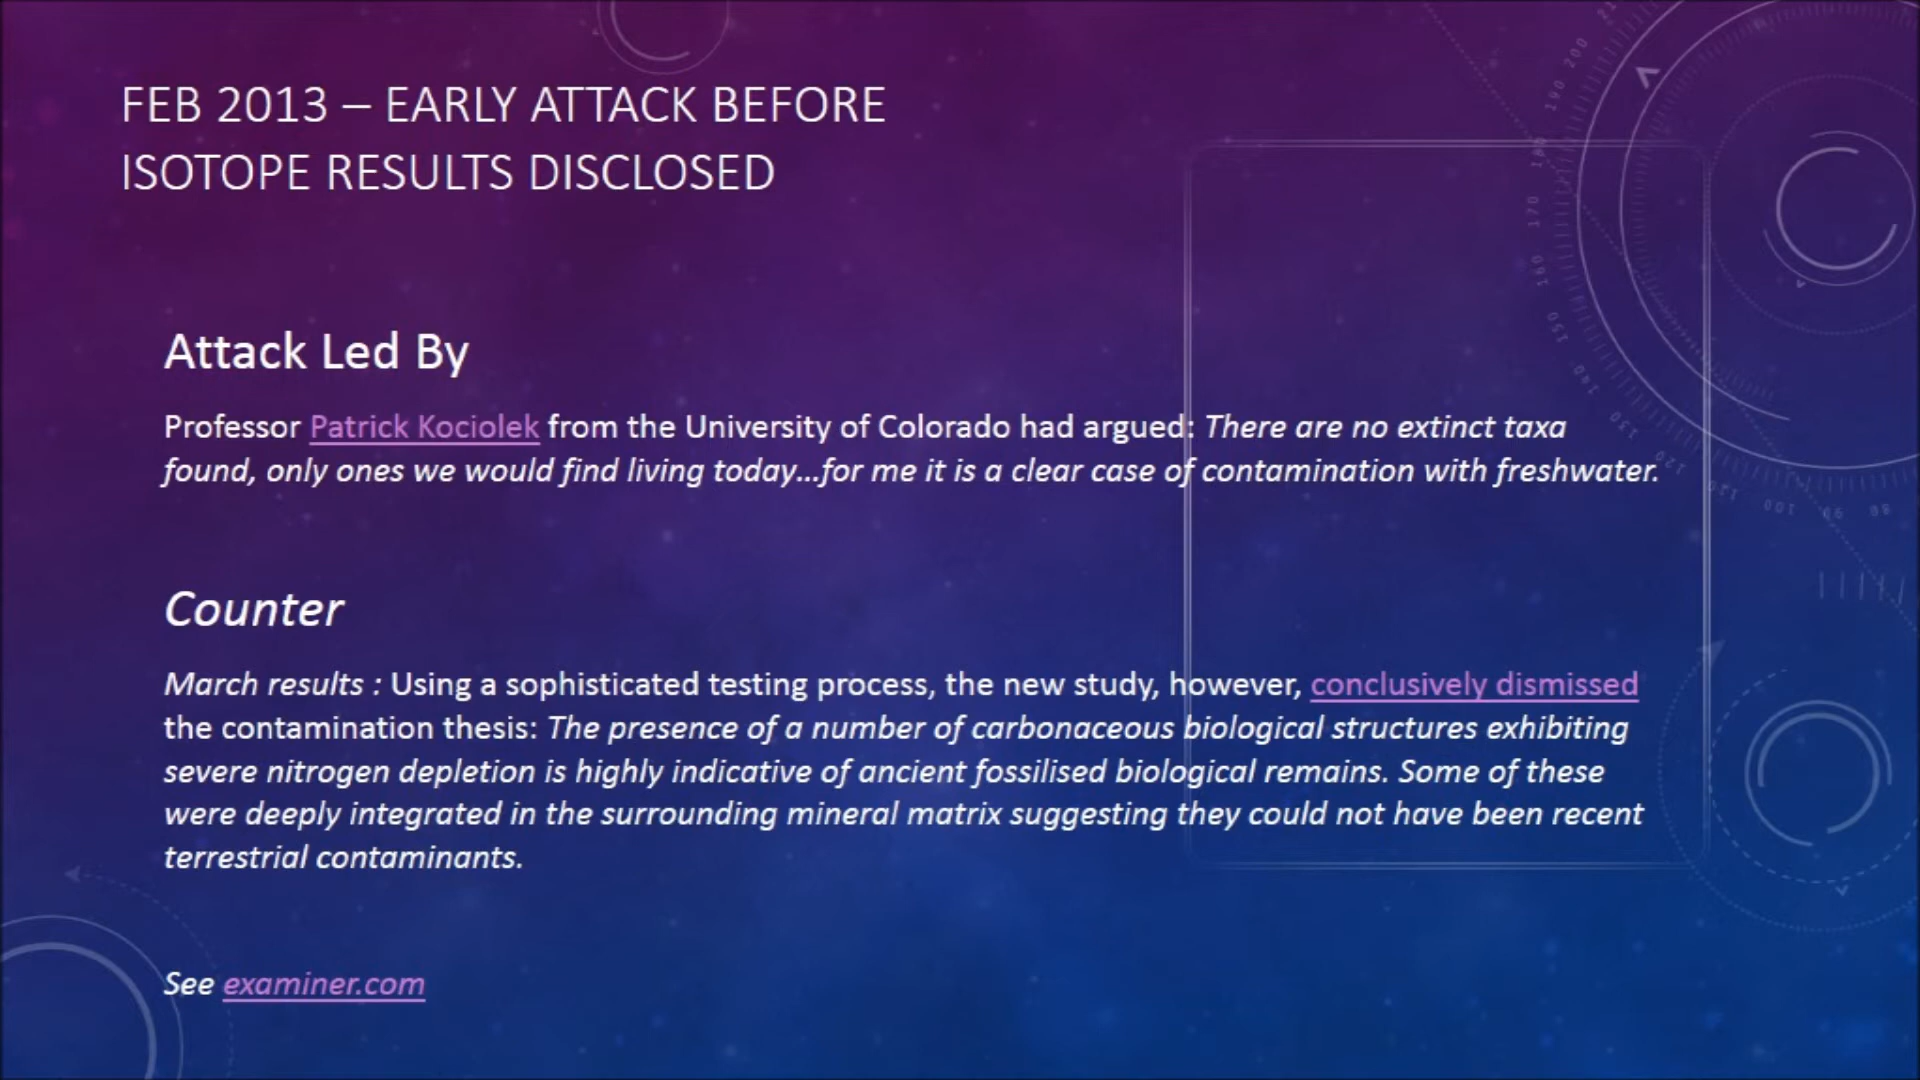 FEB 2013 – EARLY ATTACK BEFORE
ISOTOPE RESULTS DISCLOSED
Attack Led By
Professor Patrick Kociolek from the University of Colorado had argued: There are no extinct taxa
found, only ones we would find living today...for me it is a clear case of contamination with freshwater.
Counter
March results : Using a sophisticated testing process, the new study, however, conclusively dismissed
the contamination thesis: The presence of a number of carbonaceous biological structures exhibiting
severe nitrogen depletion is highly indicative of ancient fossilised biological remains. Some of these
were deeply integrated in the surrounding mineral matrix suggesting they could not have been recent
terrestrial contaminants.
See examiner.com